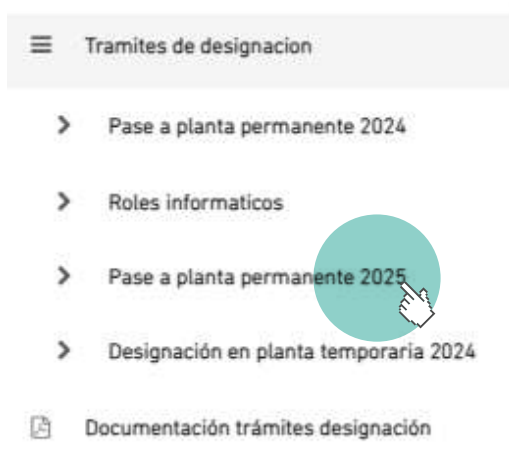 Tramites de designacion
Pase a planta permanente 2024
Roles informaticos
Pase a planta permanente 2025
Designación en planta temporaria 2024
Documentación trámites designación